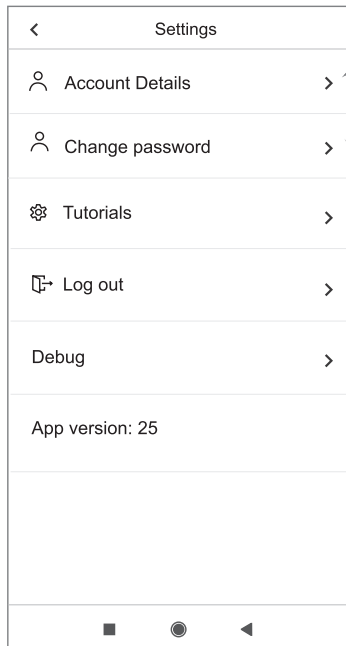 Settings
Account Details
Change password
Tutorials
Log out
Debug
App version: 25